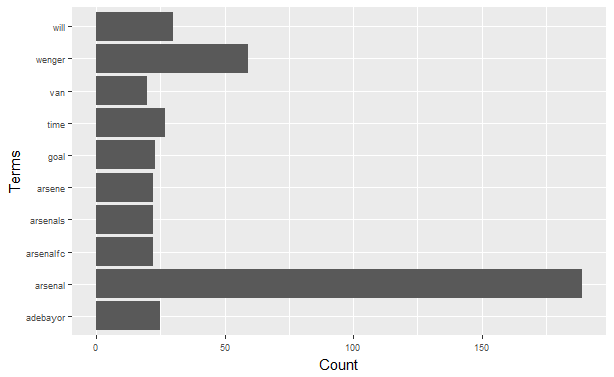 will
wenger
van
time
goal
arsene
arsenals
arsenalfc
arsenal
adebayor
Terms
0 50 100 150
Count